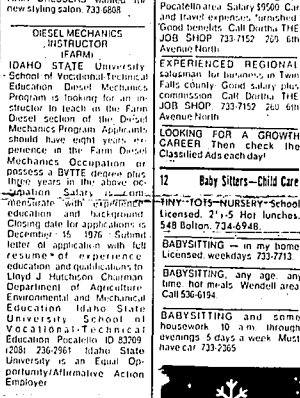 new styling salon. 733-6808
DIESEL MECHANICS
INSTRUCTOR
(FARM)
IDAHO STATE University
School of Vocational-Technical
Education Diesel Mechanics
Program is looking for an in-
structor to teach in the Farm
Diesel section of the Diesel
Mechanics Program. Applicants
should have eight years ex-
perience in the Farm Diesel
Mechanics Occupation or
possess a BVTTE degree plus
three years in the above oc-
cupation Salary is com-
mensurate with experience
education and background
Closing date for applications is
December 15 1976 Submit
letter of application with full
resume of experience
education and qualifications to
Lloyd J Hutchison Chairman
Department of Agriculture
Environmental and Mechanical
Education Idaho State
University School of
Vocational-Technical
Education Pocatello ID 83209
(208) 236-2961 Idaho State
University is an Equal Op-
portunity/Affirmative Action
Employer
Pocatello area Salary $9500 Car
and travel expenses furnished
Good benefits Call Dortha THE
JOB SHOP 733-7152 260 6th
Avenue North
EXPERIENCED REGIONAL
salesman for business in Twin
Falls county Good salary plus
commission Call Dortha THE
JOB SHOP 733-7152 260 6th
Avenue North
LOOKING FOR A GROWTH
CAREER Then check the
Classified Ads each day!
12 Baby Sitters—Child Care
TINY TOTS NURSERY School
Licensed. 2½-5 Hot lunches.
548 Bolton. 734-6948.
BABYSITTING — in my home
Licensed, weekdays 733-7713
BABYSITTING, any age, any
time, hot meals Wendell area
Call 536-6194
BABYSITTING and some
housework 10 a.m. through
evenings 5 days a week Must
have car 733-2365